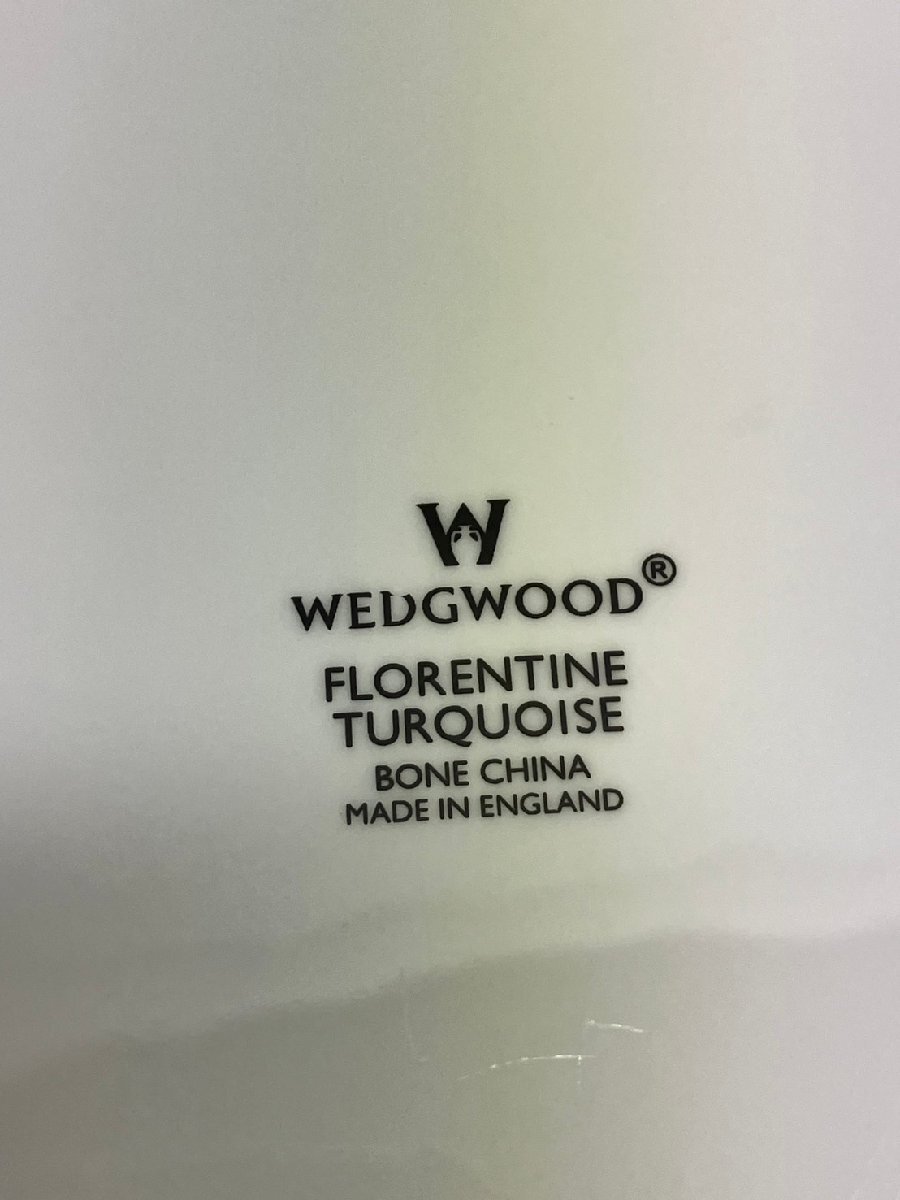 W
WEDGWOOD®
FLORENTINE
TURQUOISE
BONE CHINA
MADE IN ENGLAND